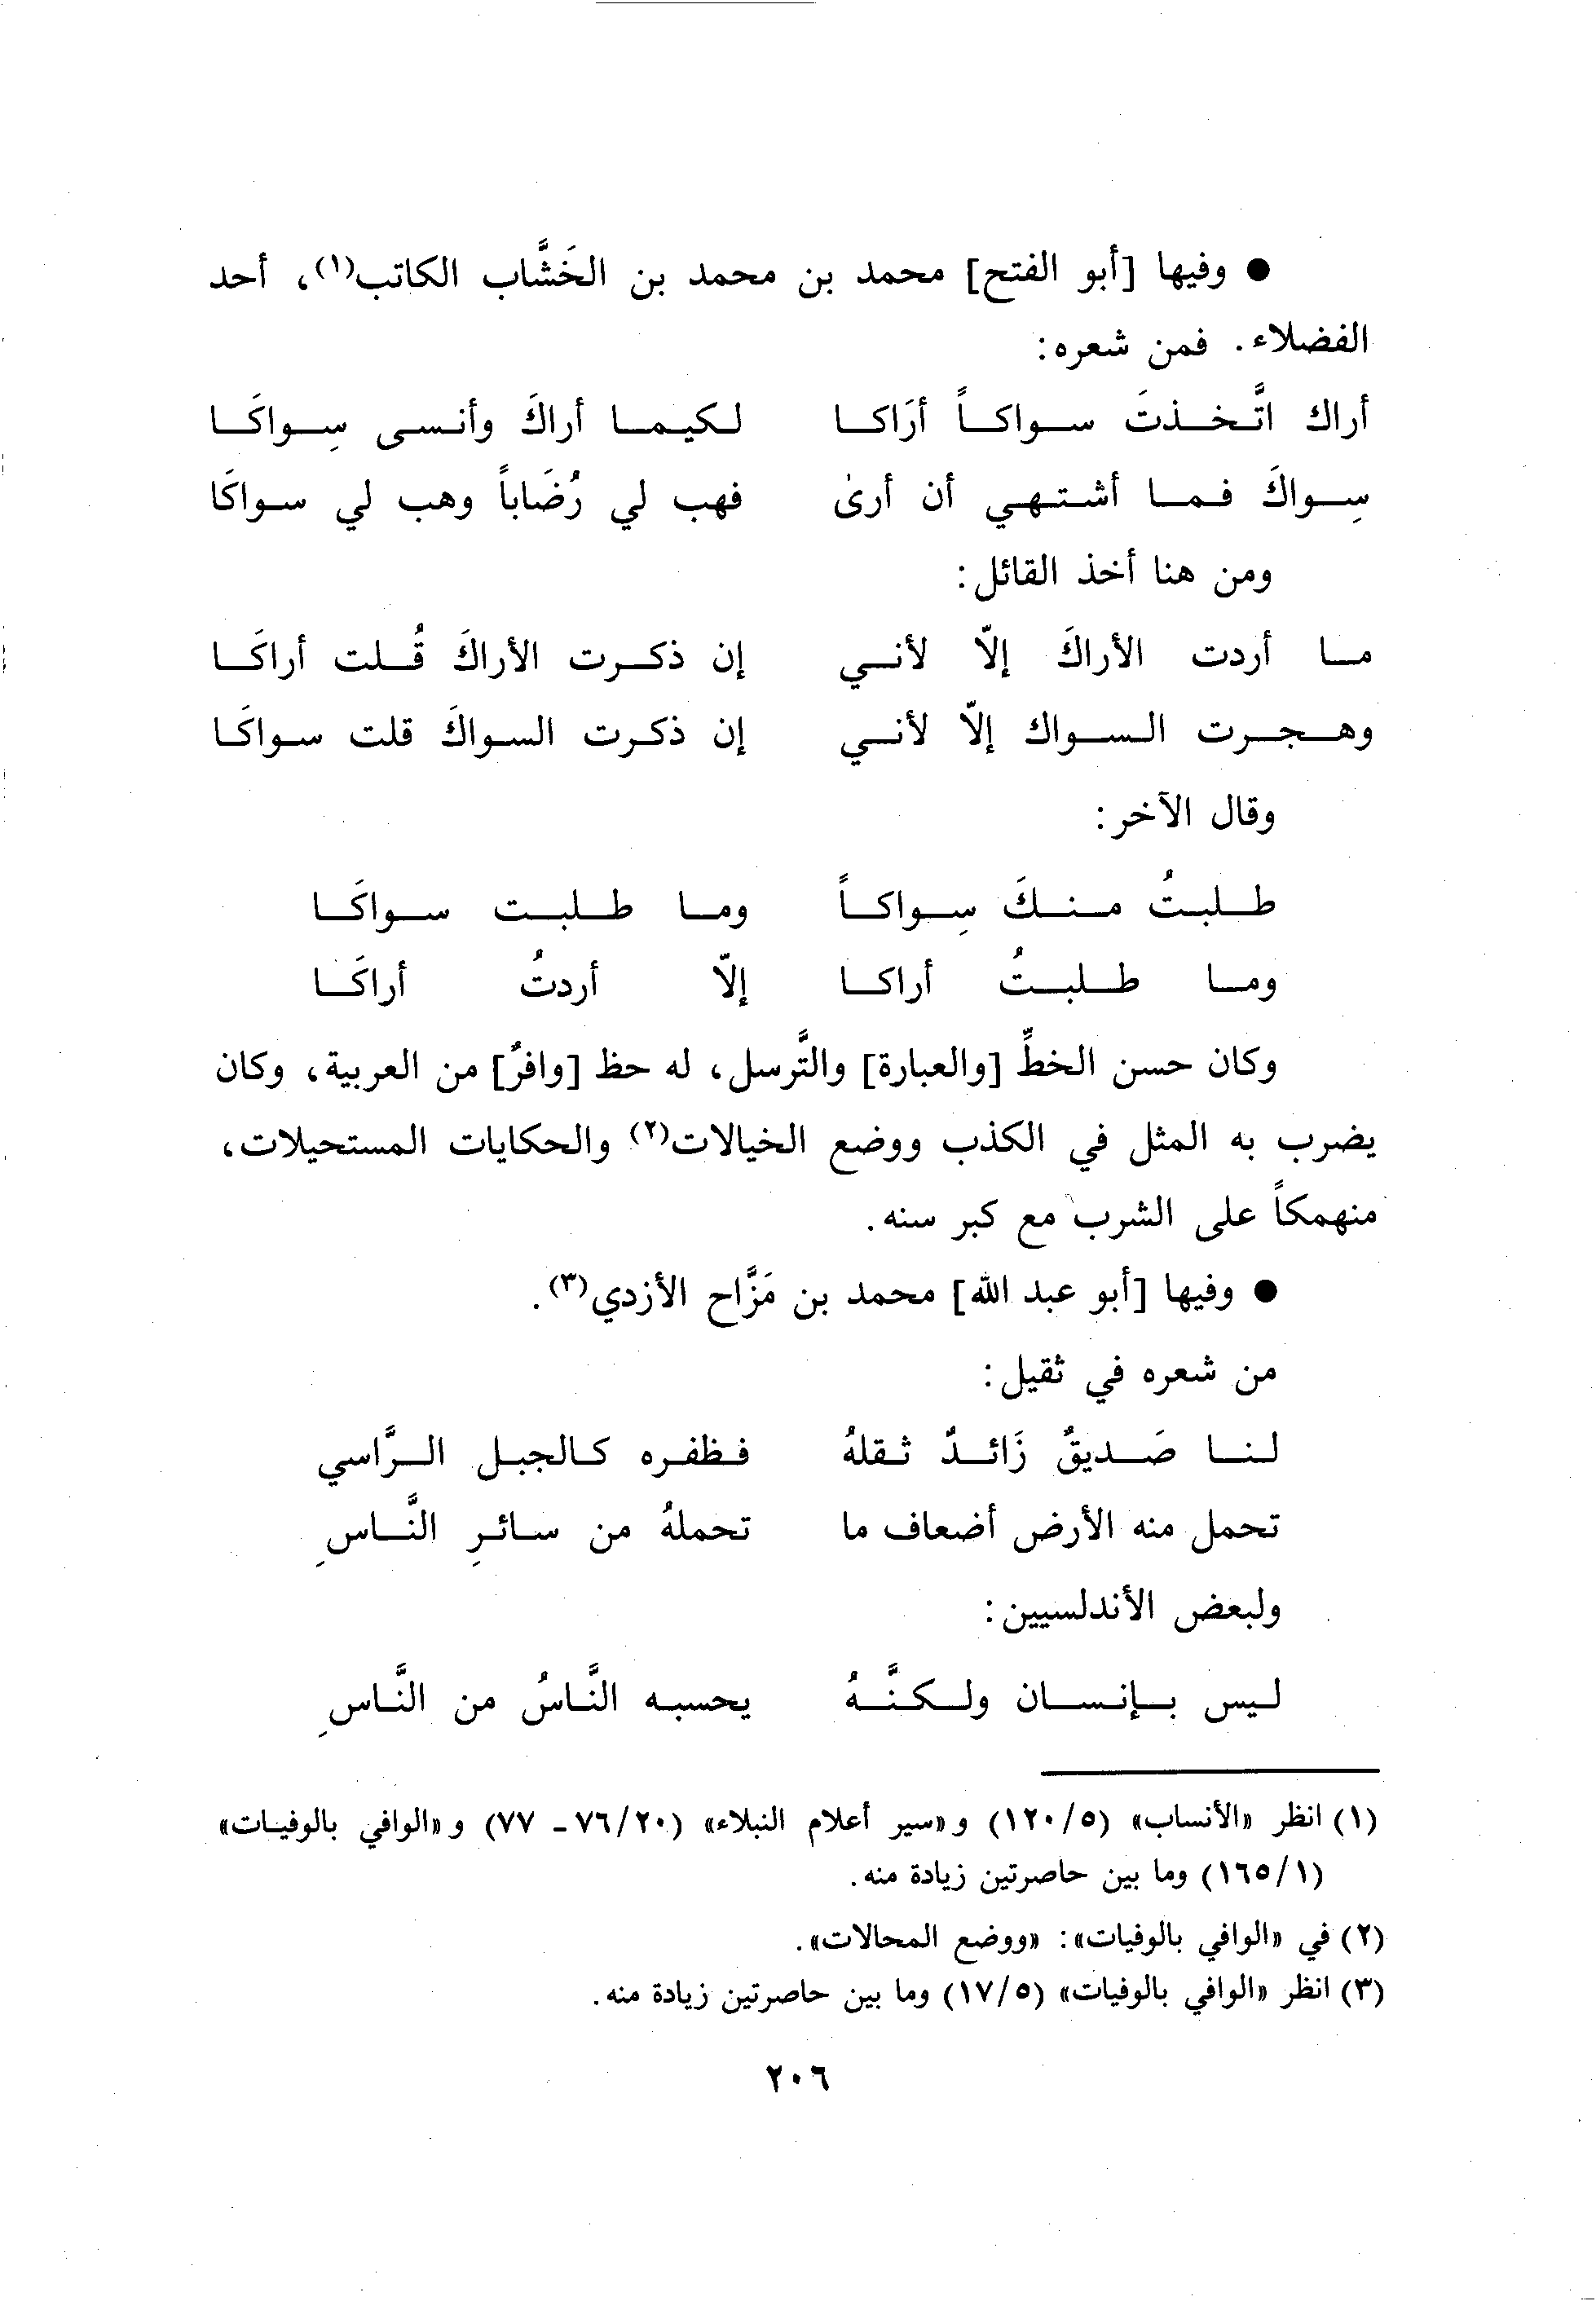 ● وفيها [أبو الفتح] محمد بن محمد بن الخَشَّاب الكاتب(١)، أحد
الفضلاء. فمن شعره:
أراك اتَّخذتَ سواكاً أرَاكا لكيما أراكَ وأنسى سِواكَا
سِواكَ فما أشتهي أن أرىٰ فهب لي رُضَاباً وهب لي سواكَا
ومن هنا أخذ القائل:
ما أردت الأراكَ إلّا لأني إن ذكرت الأراكَ قُلت أراكَا
وهجرت السواك إلّا لأني إن ذكرت السواكَ قلت سواكَا
وقال الآخر:
طلبتُ منكَ سِواكاً وما طلبت سواكَا
وما طلبتُ أراكا إلّا أردتُ أراكَا
وكان حسن الخطِّ [والعبارة] والتَّرسل، له حظ [وافرٌ] من العربية، وكان
يضرب به المثل في الكذب ووضع الخيالات(٢) والحكايات المستحيلات،
منهمكاً على الشرب مع كبر سنه.
● وفيها [أبو عبد الله] محمد بن مَزَّاح الأزدي(٣).
من شعره في ثقيل:
لنا صَديقٌ زَائدٌ ثقلهُ فظفره كالجبل الرَّاسي
تحمل منه الأرض أضعاف ما تحملهُ من سائرِ النَّاسِ
ولبعض الأندلسيين:
ليس بإنسان ولكنَّهُ يحسبه النَّاسُ من النَّاسِ
(١) انظر «الأنساب» (١٢٠/٥) و«سير أعلام النبلاء» (٧٦/٢٠ - ٧٧) و«الوافي بالوفيات»
(١٦٥/١) وما بين حاصرتين زيادة منه.
(٢) في «الوافي بالوفيات»: «ووضع المحالات».
(٣) انظر «الوافي بالوفيات» (١٧/٥) وما بين حاصرتين زيادة منه.
٢٠٦